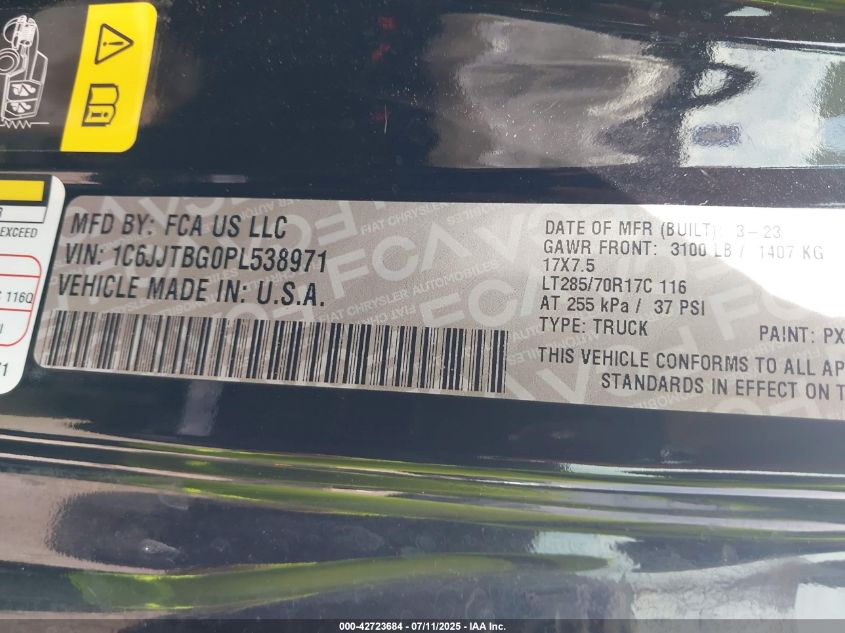 EXCEED
C 116Q
MFD BY: FCA US LLC
VIN: 1C6JJTBG0PL538971
VEHICLE MADE IN U.S.A.
DATE OF MFR (BUILT): 3-23
GAWR FRONT: 3100 LB / 1407 KG
17X7.5
LT285/70R17C 116
AT 255 kPa / 37 PSI
TYPE: TRUCK PAINT: PX
THIS VEHICLE CONFORMS TO ALL AP
STANDARDS IN EFFECT ON T
000-42723684 / 07/11/2025 - IAA Inc.